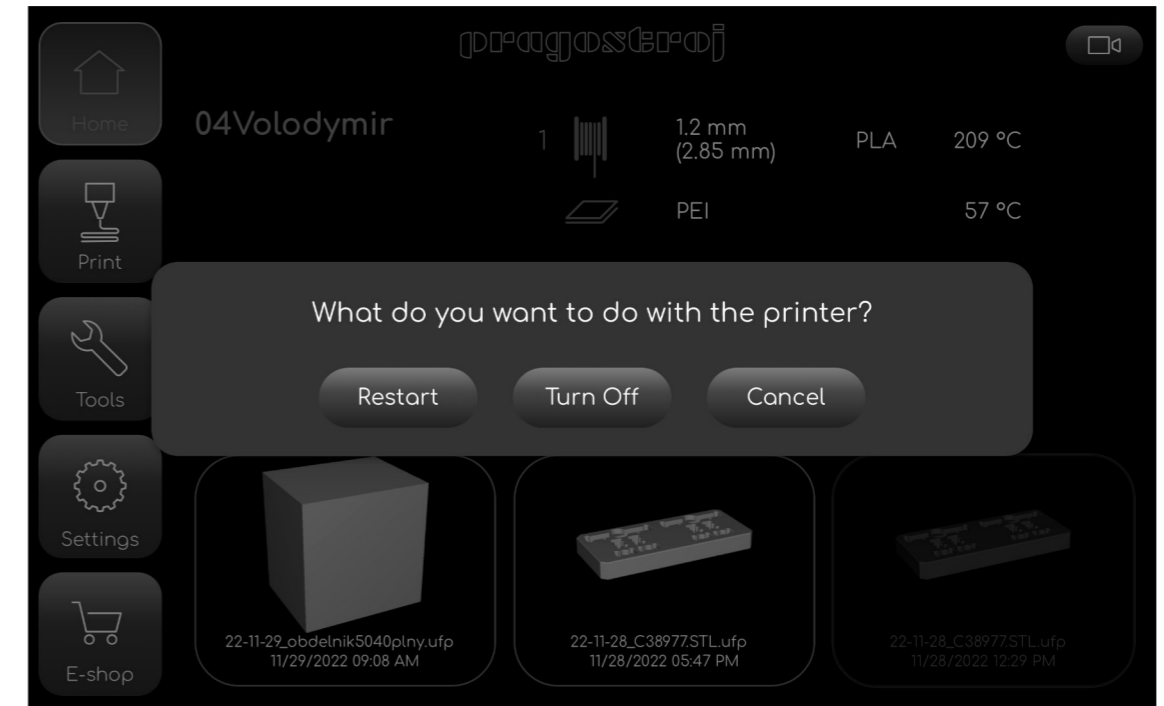 pragostroj
Home
04Volodymir
1
1.2 mm
(2.85 mm)
PLA
209 °C
PEI
57 °C
Print
What do you want to do with the printer?
Restart
Turn Off
Cancel
Tools
Settings
E-shop
22-11-29_obdelnik5040plny.ufp
11/29/2022 09:08 AM
22-11-28_C38977.STL.ufp
11/28/2022 05:47 PM
22-11-28_C38977.STL.ufp
11/28/2022 12:29 PM